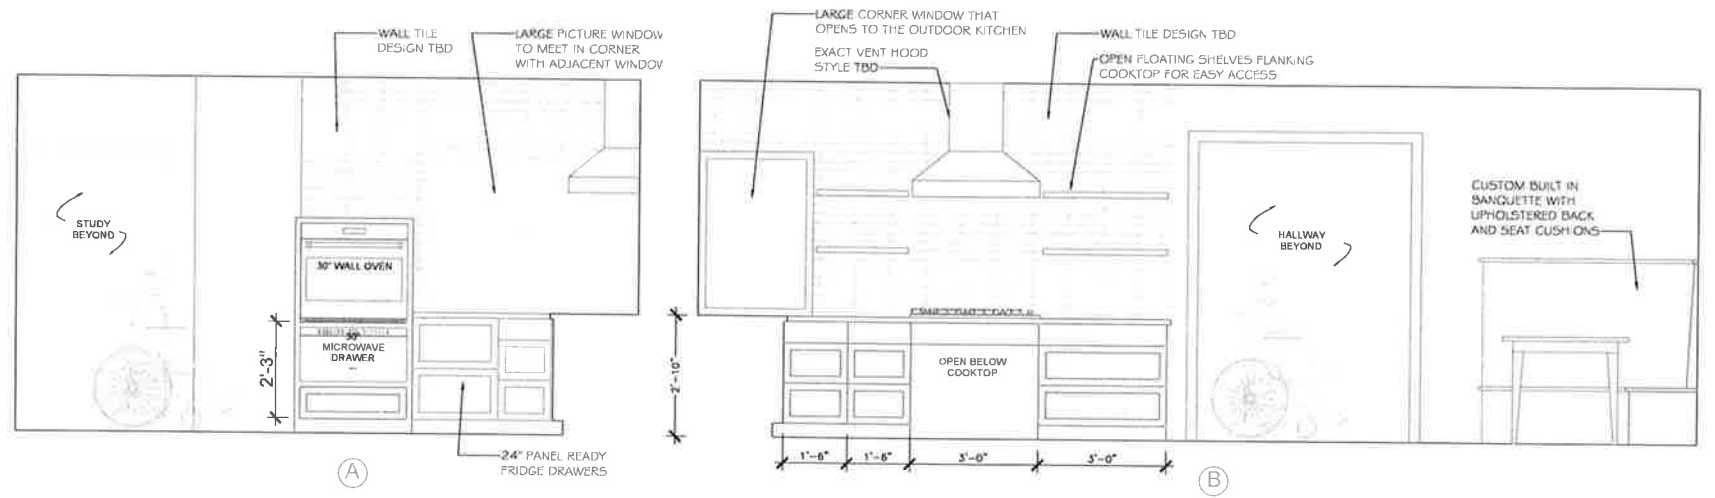 WALL TILE
DESIGN TBD
LARGE PICTURE WINDOW
TO MEET IN CORNER
WITH ADJACENT WINDOW
STUDY
BEYOND
30" WALL OVEN
30"
MICROWAVE
DRAWER
2'-3"
24" PANEL READY
FRIDGE DRAWERS
A
LARGE CORNER WINDOW THAT
OPENS TO THE OUTDOOR KITCHEN
EXACT VENT HOOD
STYLE TBD
WALL TILE DESIGN TBD
OPEN FLOATING SHELVES FLANKING
COOKTOP FOR EASY ACCESS
HALLWAY
BEYOND
CUSTOM BUILT IN
BANQUETTE WITH
UPHOLSTERED BACK
AND SEAT CUSHIONS
OPEN BELOW
COOKTOP
2'-10"
1'-6"
1'-6"
3'-0"
3'-0"
B